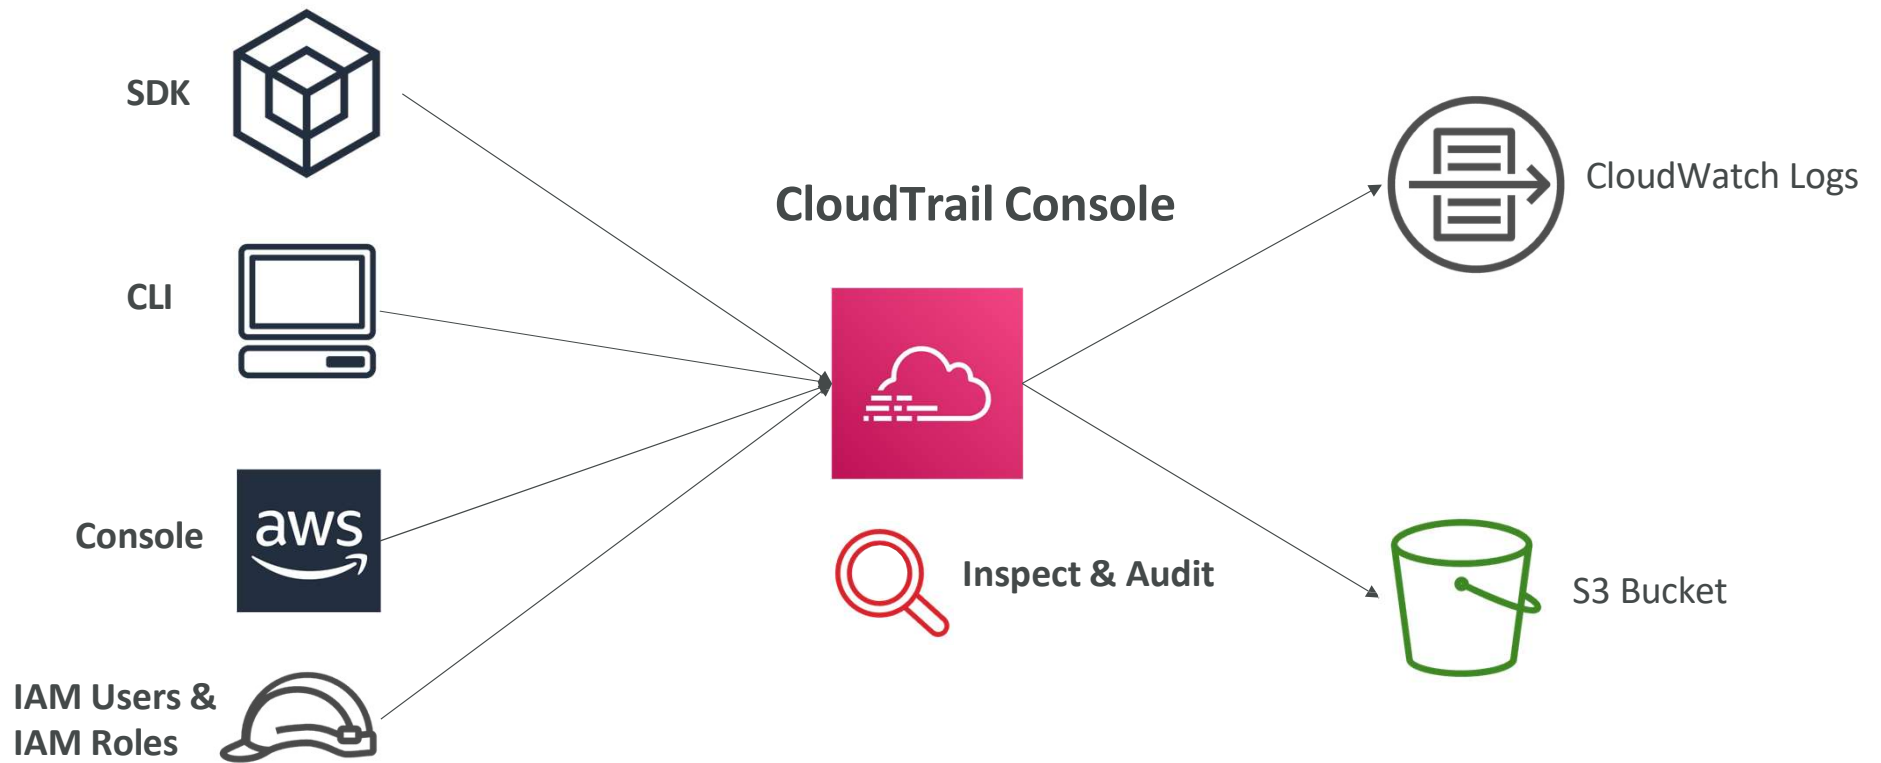 SDK
CLI
Console
aws
IAM Users &
IAM Roles
CloudTrail Console
Inspect & Audit
CloudWatch Logs
S3 Bucket